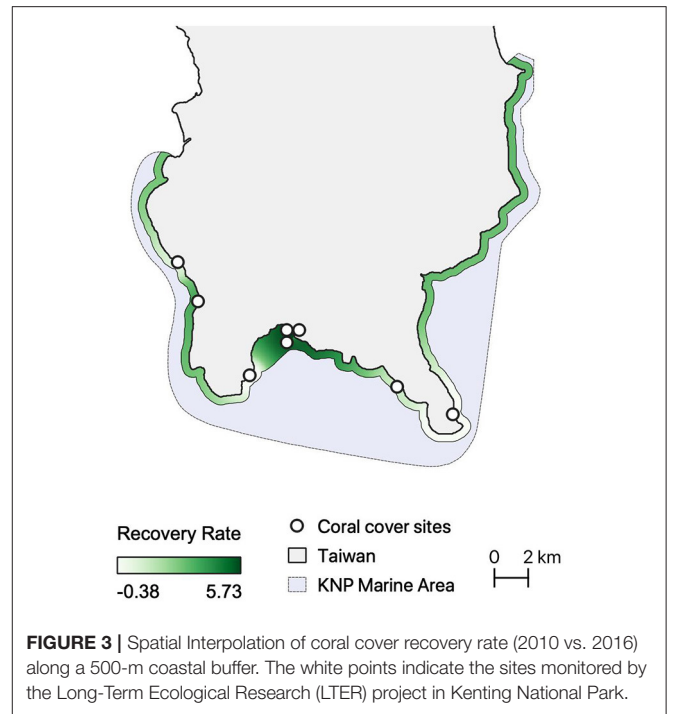 Recovery Rate
-0.38 5.73
Coral cover sites
Taiwan
KNP Marine Area
0 2 km
FIGURE 3 | Spatial Interpolation of coral cover recovery rate (2010 vs. 2016)
along a 500-m coastal buffer. The white points indicate the sites monitored by
the Long-Term Ecological Research (LTER) project in Kenting National Park.